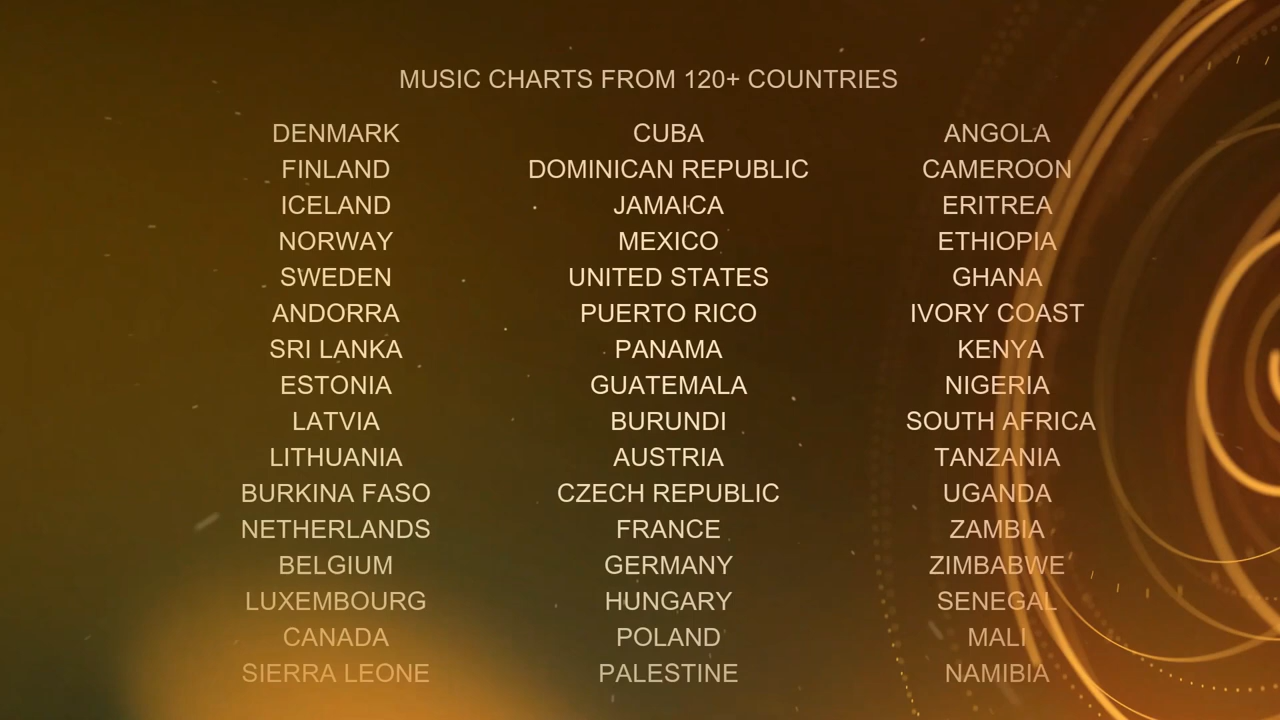 MUSIC CHARTS FROM 120+ COUNTRIES
DENMARK CUBA ANGOLA
FINLAND DOMINICAN REPUBLIC CAMEROON
ICELAND JAMAICA ERITREA
NORWAY MEXICO ETHIOPIA
SWEDEN UNITED STATES GHANA
ANDORRA PUERTO RICO IVORY COAST
SRI LANKA PANAMA KENYA
ESTONIA GUATEMALA NIGERIA
LATVIA BURUNDI SOUTH AFRICA
LITHUANIA AUSTRIA TANZANIA
BURKINA FASO CZECH REPUBLIC UGANDA
NETHERLANDS FRANCE ZAMBIA
BELGIUM GERMANY ZIMBABWE
LUXEMBOURG HUNGARY SENEGAL
CANADA POLAND MALI
SIERRA LEONE PALESTINE NAMIBIA